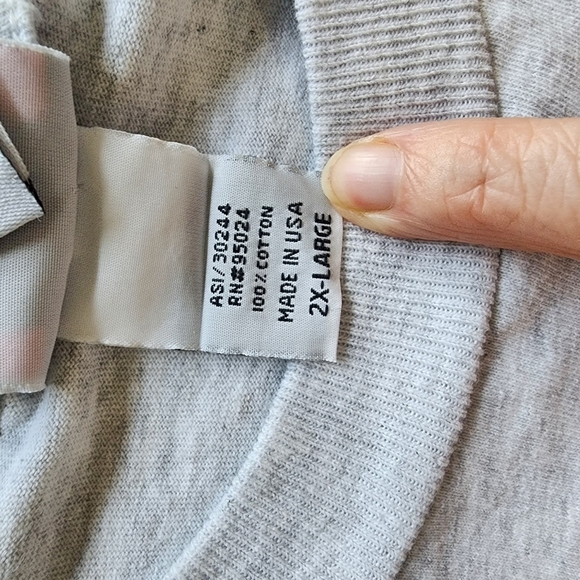 ASI/30244
RN#95024
100% COTTON
MADE IN USA
2X-LARGE